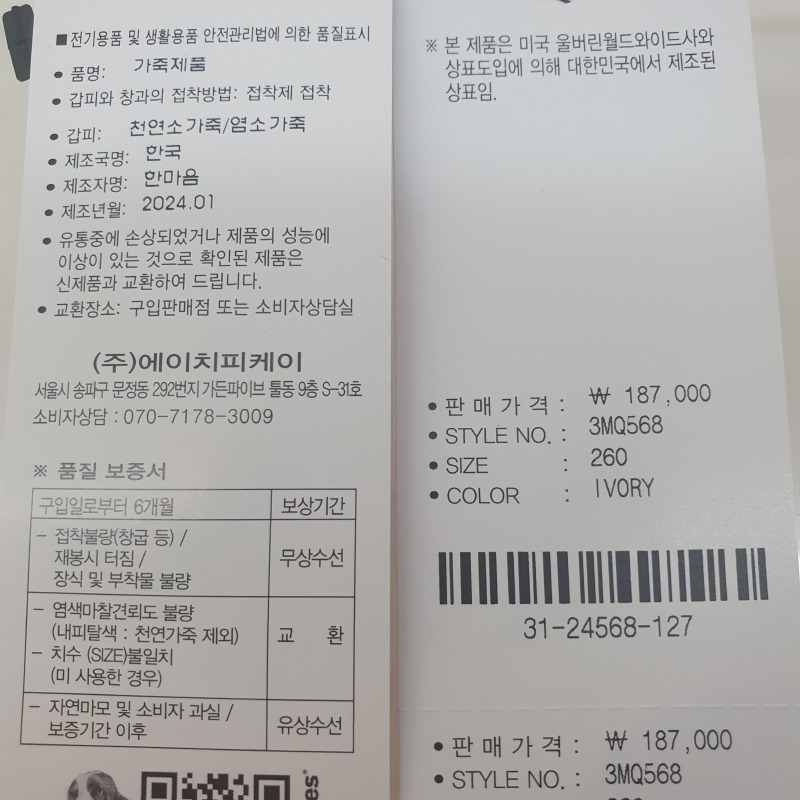 ■ 전기용품 및 생활용품 안전관리법에 의한 품질표시
● 품명: 가죽제품
● 갑피와 창과의 접착방법: 접착제 접착
● 갑피: 천연소가죽/염소가죽
● 제조국명: 한국
● 제조자명: 한마음
● 제조년월: 2024.01
● 유통중에 손상되었거나 제품의 성능에
이상이 있는 것으로 확인된 제품은
신제품과 교환하여 드립니다.
● 교환장소: 구입판매점 또는 소비자상담실
(주)에이치피케이
서울시 송파구 문정동 292번지 가든파이브 툴동 9층 S-31호
소비자상담 : 070-7178-3009
※ 품질 보증서
구입일로부터 6개월 보상기간
- 접착불량(창굽 등) /
재봉시 터짐 /
장식 및 부착물 불량
무상수선
- 염색마찰견뢰도 불량
(내피탈색 : 천연가죽 제외)
- 치수 (SIZE)불일치
(미 사용한 경우)
교 환
- 자연마모 및 소비자 과실 /
보증기간 이후
유상수선
※ 본 제품은 미국 울버린월드와이드사와
상표도입에 의해 대한민국에서 제조된
상표임.
● 판매가격 : ₩ 187,000
● STYLE NO. : 3MQ568
● SIZE : 260
● COLOR : IVORY
31-24568-127
● 판매가격 : ₩ 187,000
● STYLE NO. : 3MQ568